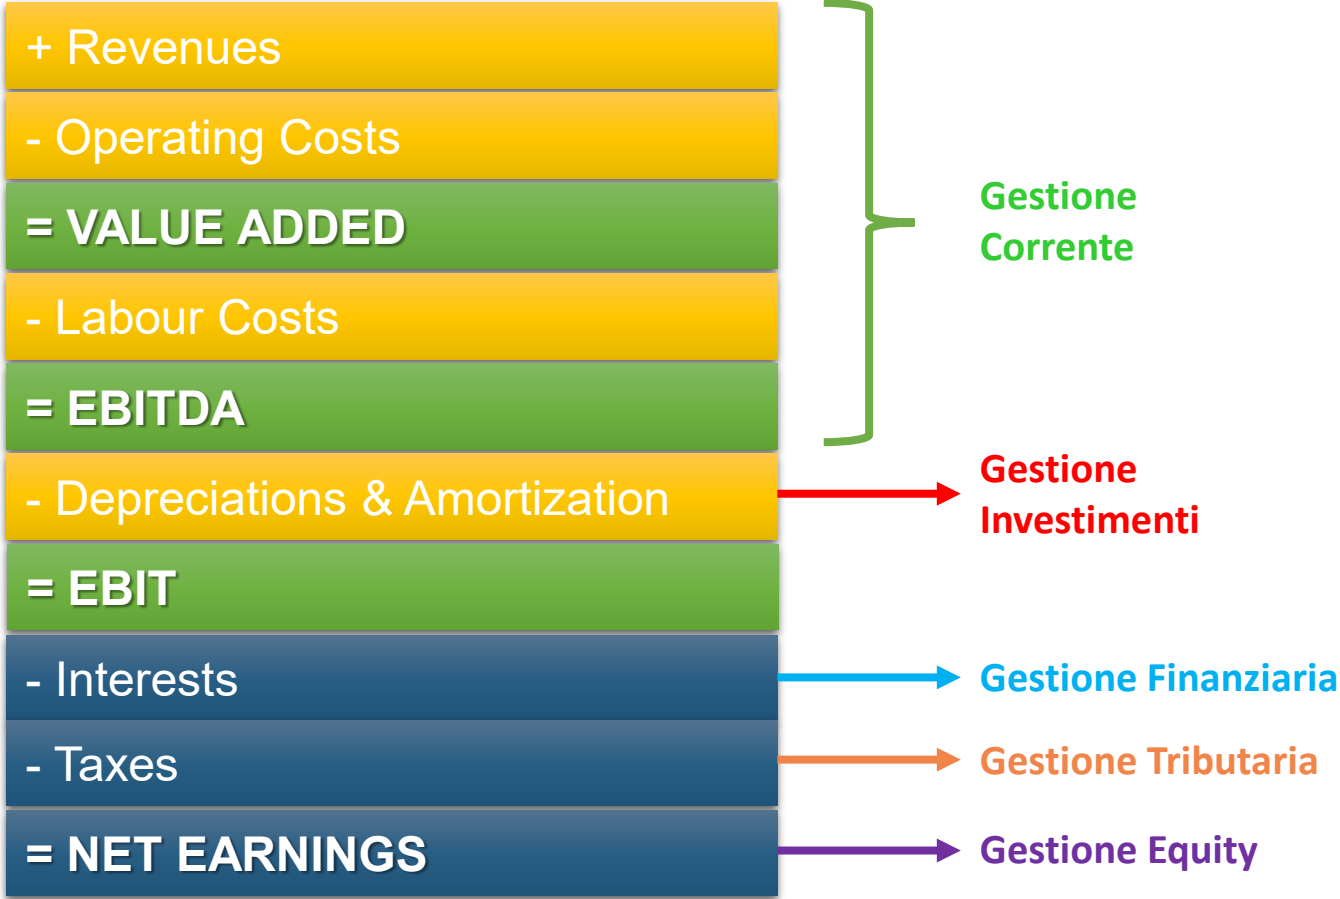 + Revenues
- Operating Costs
= VALUE ADDED
- Labour Costs
= EBITDA
- Depreciations & Amortization
= EBIT
- Interests
- Taxes
= NET EARNINGS
Gestione
Corrente
Gestione
Investimenti
Gestione Finanziaria
Gestione Tributaria
Gestione Equity